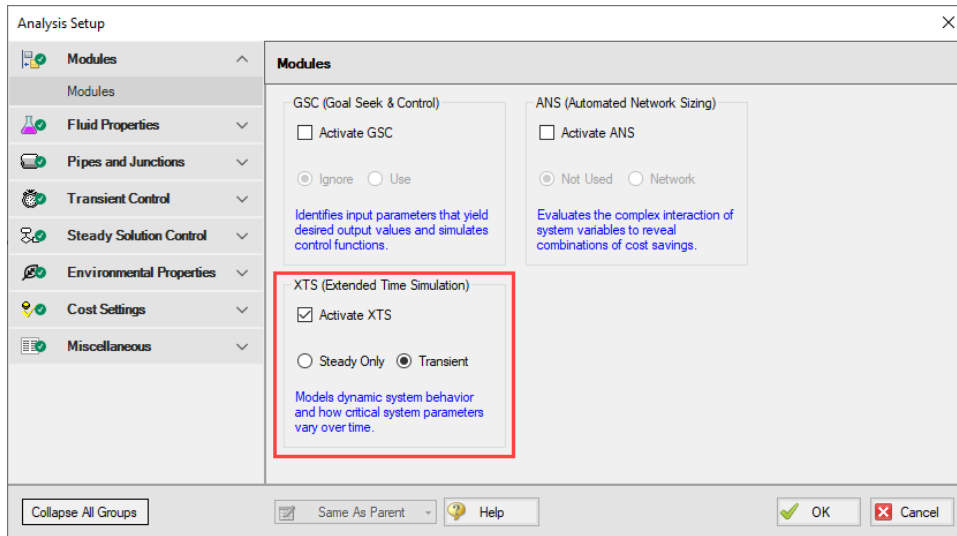 Analysis Setup
Modules
Modules
Fluid Properties
Pipes and Junctions
Transient Control
Steady Solution Control
Environmental Properties
Cost Settings
Miscellaneous
Modules
GSC (Goal Seek & Control)
Activate GSC
Ignore Use
Identifies input parameters that yield
desired output values and simulates
control functions.
ANS (Automated Network Sizing)
Activate ANS
Not Used Network
Evaluates the complex interaction of
system variables to reveal
combinations of cost savings.
XTS (Extended Time Simulation)
Activate XTS
Steady Only Transient
Models dynamic system behavior
and how critical system parameters
vary over time.
Collapse All Groups
Same As Parent
Help
OK
Cancel